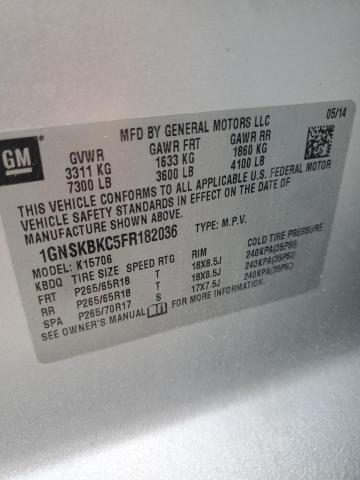 GM
MFD BY GENERAL MOTORS LLC 05/14
GVWR GAWR FRT GAWR RR
3311 KG 1633 KG 1860 KG
7300 LB 3600 LB 4100 LB
THIS VEHICLE CONFORMS TO ALL APPLICABLE U.S. FEDERAL MOTOR
VEHICLE SAFETY STANDARDS IN EFFECT ON THE DATE OF
MANUFACTURE SHOWN ABOVE.
1GNSKBKC5FR182036 TYPE: M.P.V.
MODEL: K15706
KBDQ TIRE SIZE SPEED RTG RIM COLD TIRE PRESSURE
FRT P265/65R18 T 18X8.5J 240KPA(35PSI)
RR P265/65R18 T 18X8.5J 240KPA(35PSI)
SPA P265/70R17 S 17X7.5J 240KPA(35PSI)
SEE OWNER'S MANUAL FOR MORE INFORMATION.